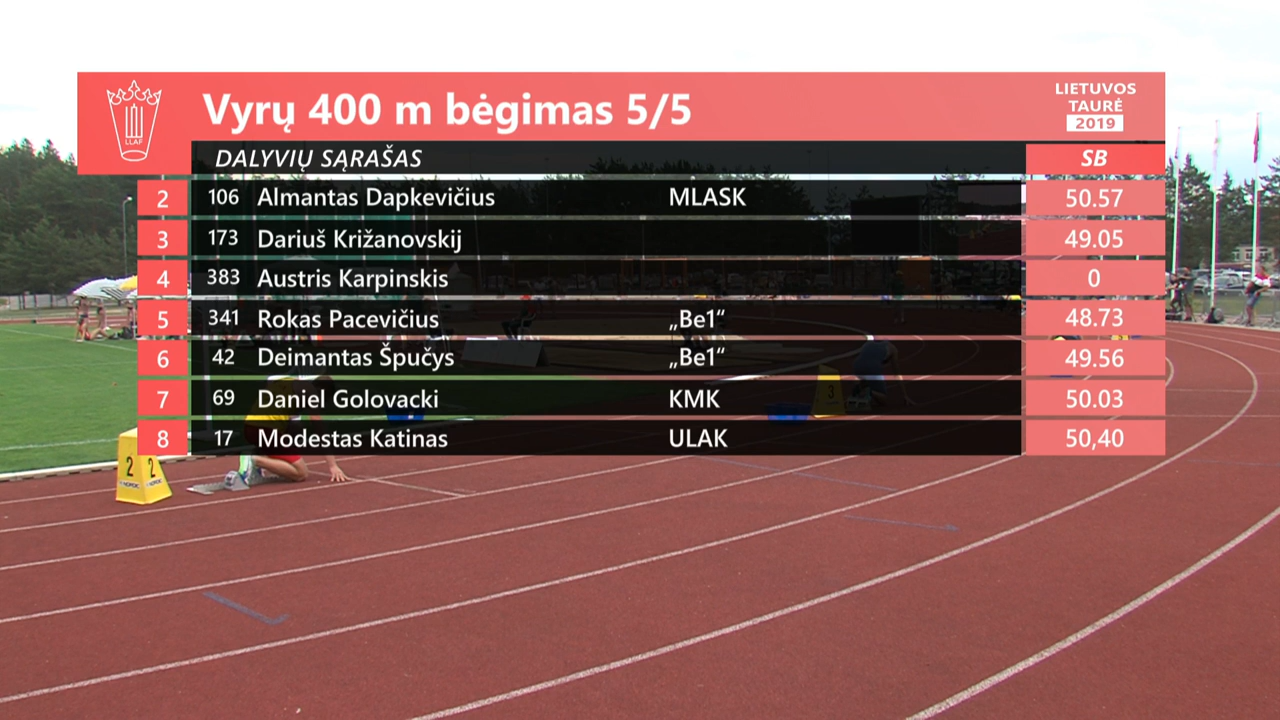 Vyrų 400 m bėgimas 5/5
LIETUVOS
TAURĖ
2019
LLAF
DALYVIŲ SĄRAŠAS SB
2 106 Almantas Dapkevičius MLASK 50.57
3 173 Dariuš Križanovskij 49.05
4 383 Austris Karpinskis 0
5 341 Rokas Pacevičius „Be1“ 48.73
6 42 Deimantas Špučys „Be1“ 49.56
7 69 Daniel Golovacki KMK 50.03
8 17 Modestas Katinas ULAK 50,40
3
2 2